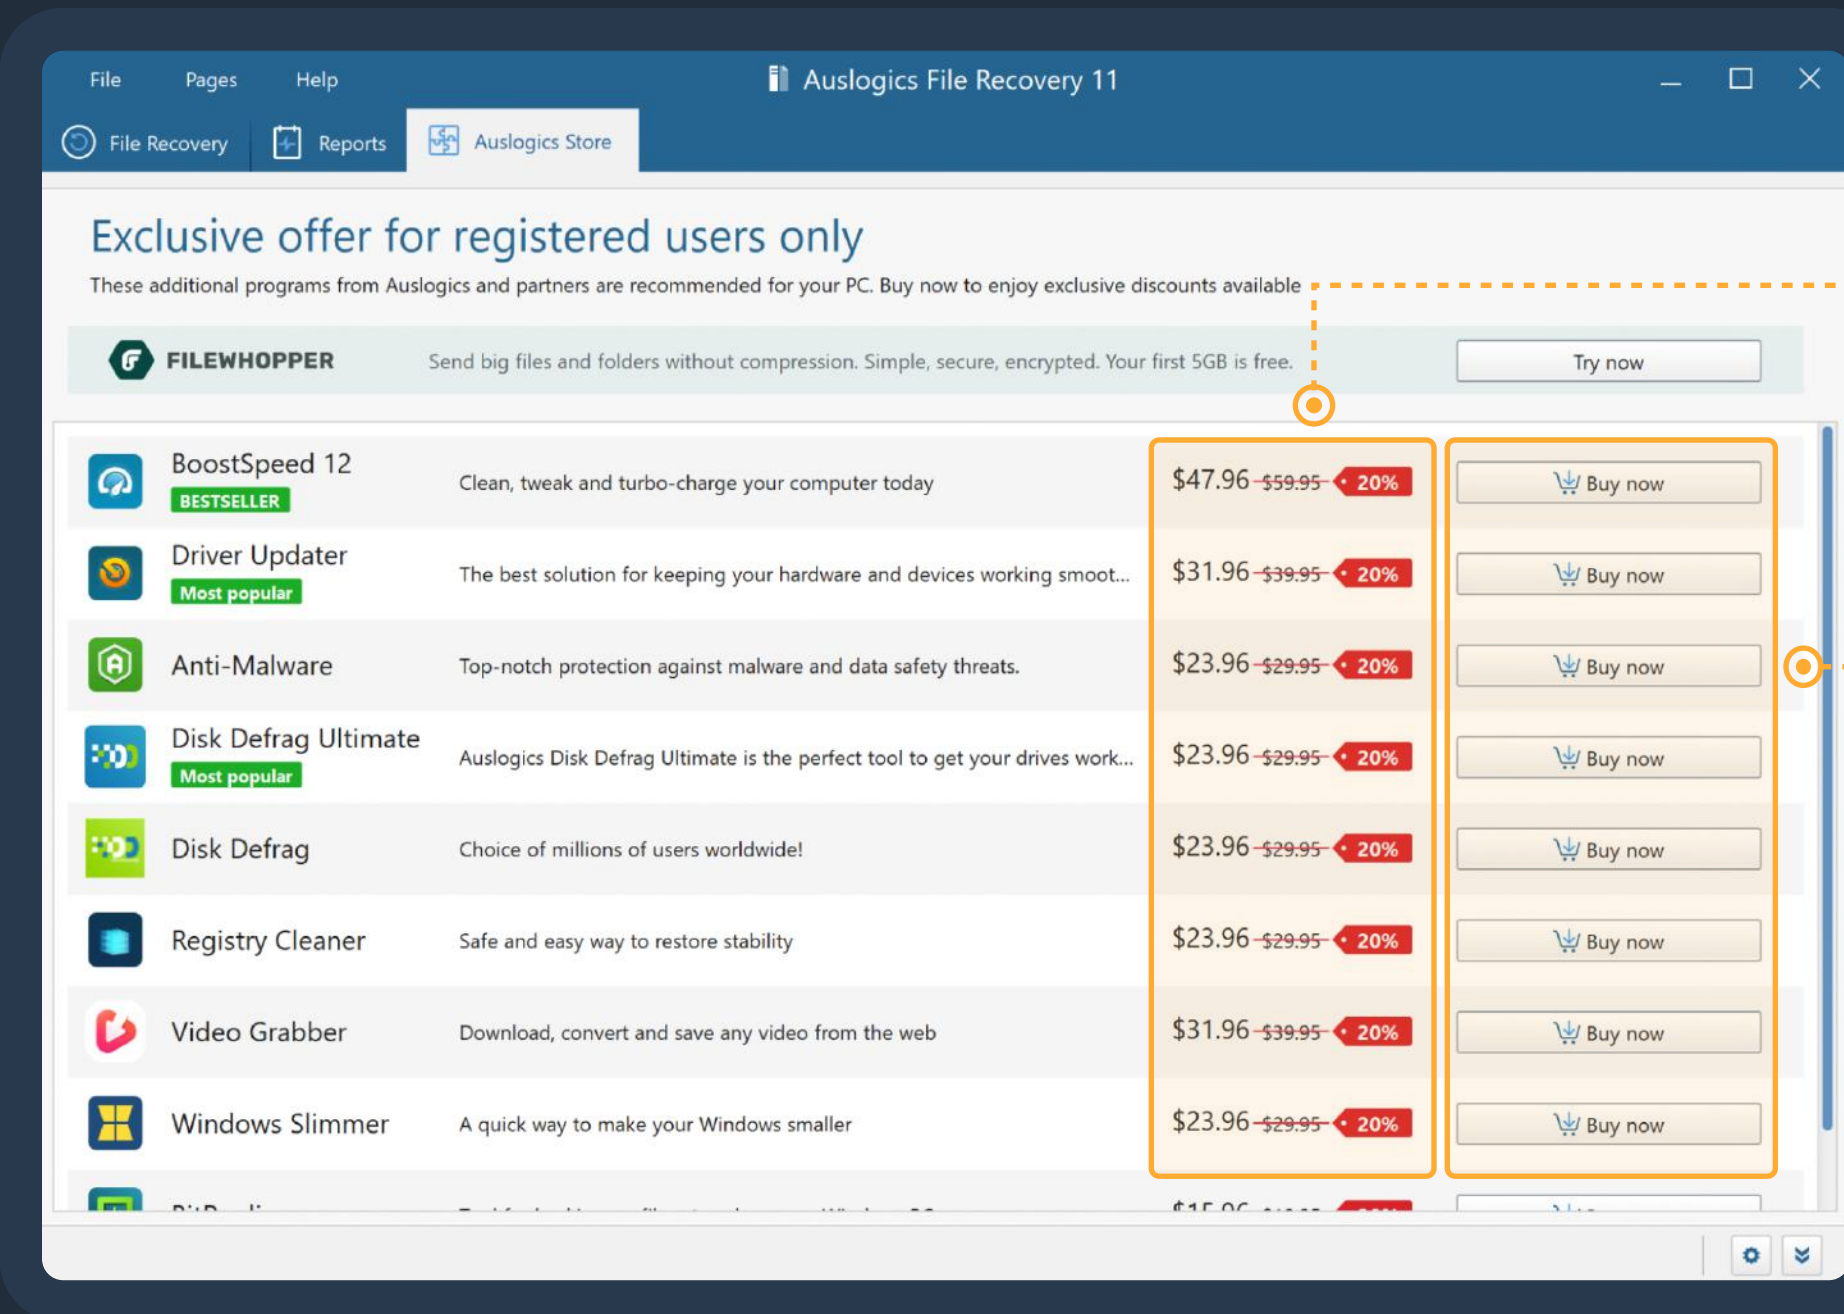 File Pages Help Auslogics File Recovery 11
File Recovery Reports Auslogics Store
Exclusive offer for registered users only
These additional programs from Auslogics and partners are recommended for your PC. Buy now to enjoy exclusive discounts available
FILEWHOPPER Send big files and folders without compression. Simple, secure, encrypted. Your first 5GB is free. Try now
BoostSpeed 12
BESTSELLER
Clean, tweak and turbo-charge your computer today $47.96 $59.95 20% Buy now
Driver Updater
Most popular
The best solution for keeping your hardware and devices working smoot... $31.96 $39.95 20% Buy now
Anti-Malware Top-notch protection against malware and data safety threats. $23.96 $29.95 20% Buy now
Disk Defrag Ultimate
Most popular
Auslogics Disk Defrag Ultimate is the perfect tool to get your drives work... $23.96 $29.95 20% Buy now
Disk Defrag Choice of millions of users worldwide! $23.96 $29.95 20% Buy now
Registry Cleaner Safe and easy way to restore stability $23.96 $29.95 20% Buy now
Video Grabber Download, convert and save any video from the web $31.96 $39.95 20% Buy now
Windows Slimmer A quick way to make your Windows smaller $23.96 $29.95 20% Buy now
$15.96